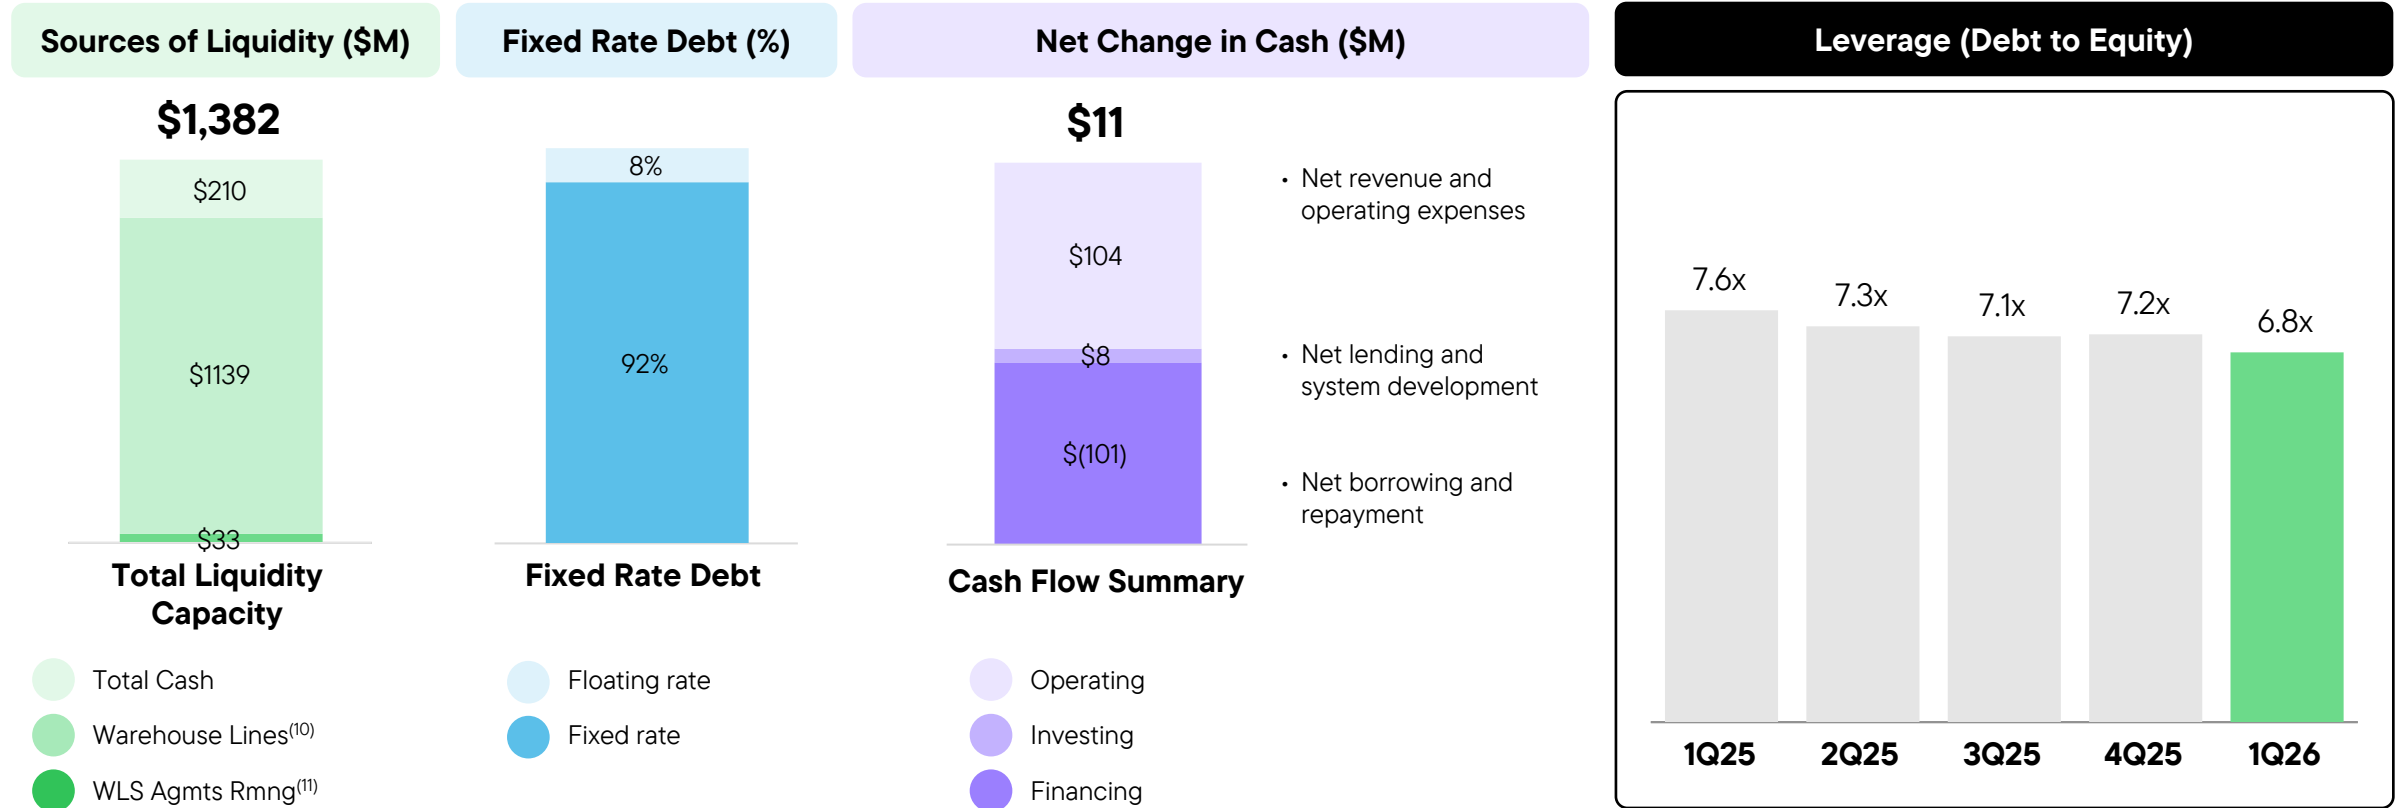 Sources of Liquidity ($M)
$1,382
$210
$1139
$33
Total Liquidity
Capacity
Total Cash
Warehouse Lines(10)
WLS Agmts Rmng(11)
Fixed Rate Debt (%)
8%
92%
Fixed Rate Debt
Floating rate
Fixed rate
Net Change in Cash ($M)
$11
$104
$8
$(101)
Cash Flow Summary
• Net revenue and
operating expenses
• Net lending and
system development
• Net borrowing and
repayment
Operating
Investing
Financing
Leverage (Debt to Equity)
7.6x
7.3x
7.1x
7.2x
6.8x
1Q25
2Q25
3Q25
4Q25
1Q26